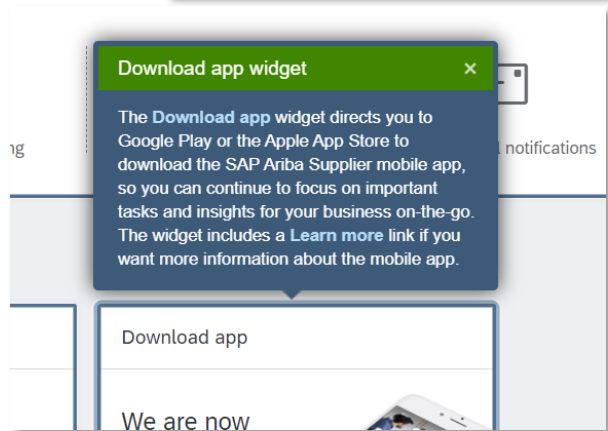 Download app widget ×
The Download app widget directs you to
Google Play or the Apple App Store to
download the SAP Ariba Supplier mobile app,
so you can continue to focus on important
tasks and insights for your business on-the-go.
The widget includes a Learn more link if you
want more information about the mobile app.
notifications
Download app
We are now